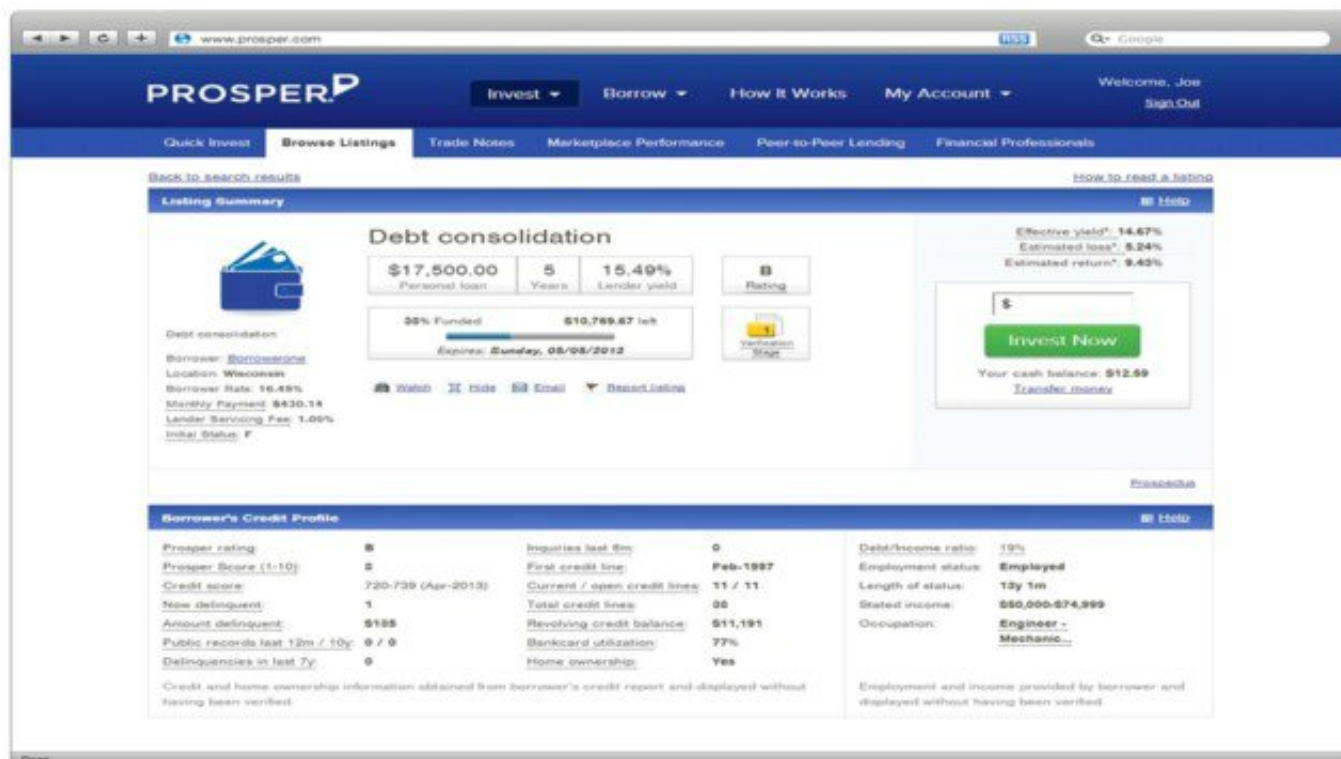 www.prosper.com
RSS
Google
PROSPER
Invest
Borrow
How It Works
My Account
Welcome, Joe
Sign Out
Quick Invest
Browse Listings
Trade Notes
Marketplace Performance
Peer-to-Peer Lending
Financial Professionals
Back to search results
How to read a listing
Listing Summary
Help
Debt consolidation
$17,500.00
Personal loan
5
Years
15.49%
Lender yield
B
Rating
Funded
$10,769.67 left
Expires: Sunday,
1
Verification
Stage
Watch
Hide
Email
Report listing
Effective yield*: 14.67%
Estimated loss*: 5.24%
Estimated return*: 9.43%
$
Invest Now
Your cash balance: $12.59
Transfer money
Debt consolidation
Borrower: Borrowerone
Location: Wisconsin
Borrower Rate: 16.49%
Monthly Payment: $430.14
Lender Servicing Fee: 1.00%
Initial Status: F
Prospectus
Borrower's Credit Profile
Help
Prosper rating: B
Prosper Score (1-10):
Credit score: 720-739 (Apr-2013)
Now delinquent: 1
Amount delinquent: $105
Public records last 12m / 10y: 0 / 0
Delinquencies in last 7y: 0
Inquiries last 6m: 0
First credit line: Feb-1997
Current / open credit lines: 11 / 11
Total credit lines:
Revolving credit balance: $11,191
Bankcard utilization: 77%
Home ownership: Yes
Debt/Income ratio: 19%
Employment status: Employed
Length of status: 13y 1m
Stated income: $50,000-$74,999
Occupation: Engineer -
Mechanic...
Credit and home ownership information obtained from borrower's credit report and displayed without
having been verified.
Employment and income provided by borrower and
displayed without having been verified.